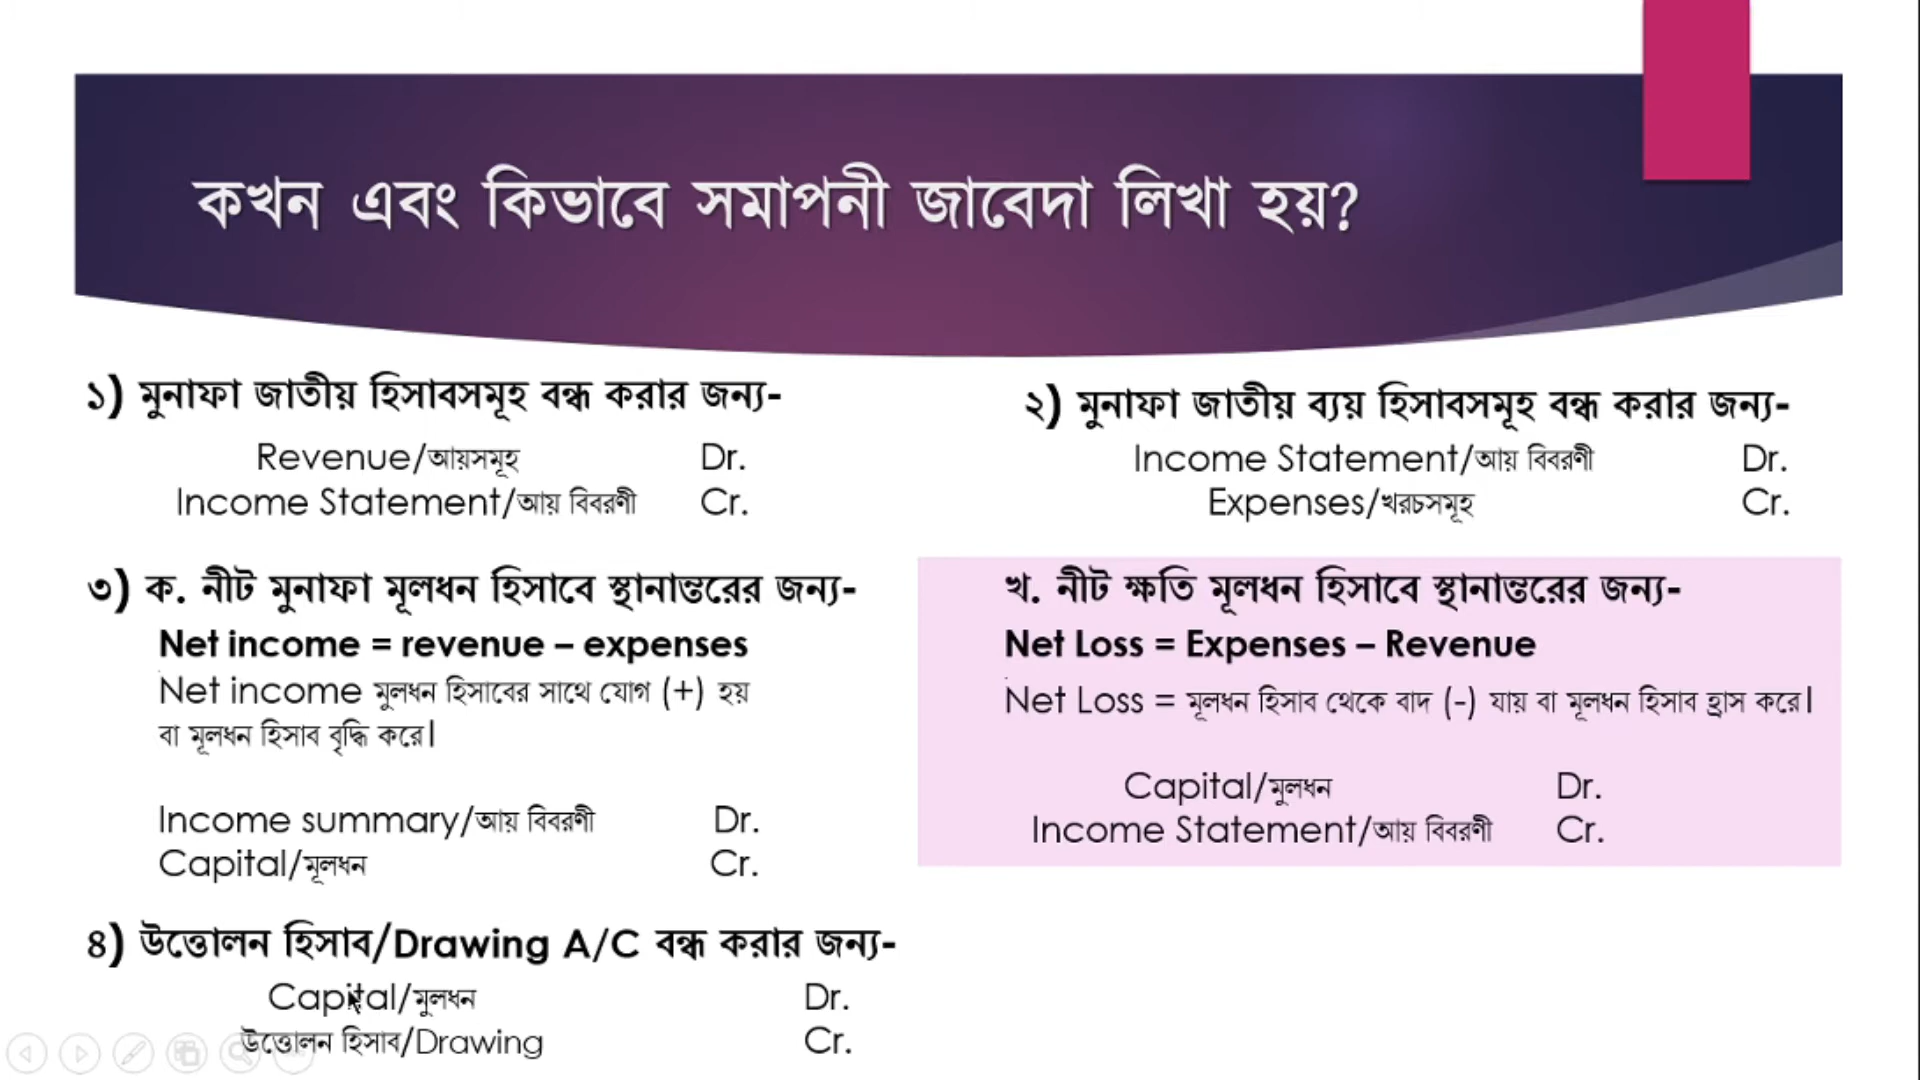 কখন এবং কিভাবে সমাপনী জাবেদা লিখা হয়?
১) মুনাফা জাতীয় হিসাবসমূহ বন্ধ করার জন্য-
Revenue/আয়সমূহ Dr.
Income Statement/আয় বিবরণী Cr.
২) মুনাফা জাতীয় ব্যয় হিসাবসমূহ বন্ধ করার জন্য-
Income Statement/আয় বিবরণী Dr.
Expenses/খরচসমূহ Cr.
৩) ক. নীট মুনাফা মূলধন হিসাবে স্থানান্তরের জন্য-
Net income = revenue – expenses
Net income মুলধন হিসাবের সাথে যোগ (+) হয়
বা মূলধন হিসাব বৃদ্ধি করে।
Income summary/আয় বিবরণী Dr.
Capital/মূলধন Cr.
খ. নীট ক্ষতি মূলধন হিসাবে স্থানান্তরের জন্য-
Net Loss = Expenses – Revenue
Net Loss = মূলধন হিসাব থেকে বাদ (-) যায় বা মূলধন হিসাব হ্রাস করে।
Capital/মুলধন Dr.
Income Statement/আয় বিবরণী Cr.
৪) উত্তোলন হিসাব/Drawing A/C বন্ধ করার জন্য-
Capital/মুলধন Dr.
উত্তোলন হিসাব/Drawing Cr.